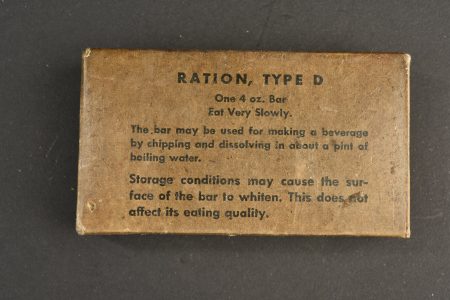 RATION, TYPE D
One 4 oz. Bar
Eat Very Slowly.
The bar may be used for making a beverage
by chipping and dissolving in about a pint of
boiling water.
Storage conditions may cause the sur-
face of the bar to whiten. This does not
affect its eating quality.